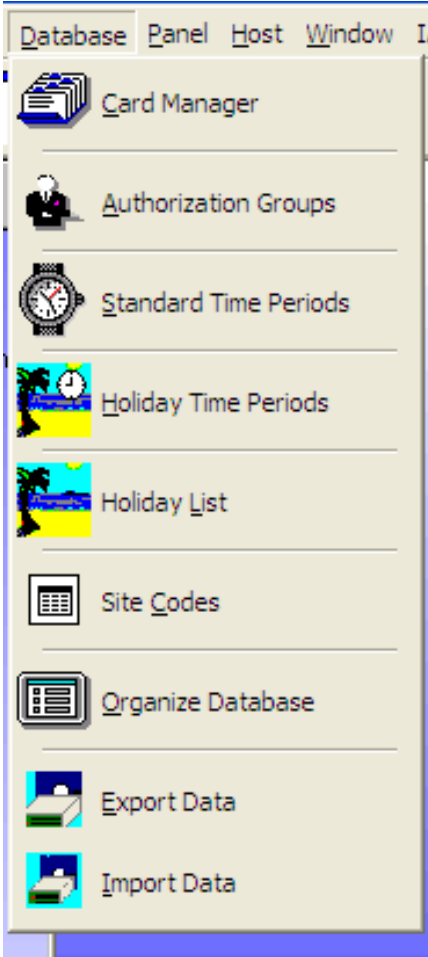 Database Panel Host Window
Card Manager
Authorization Groups
Standard Time Periods
Holiday Time Periods
Holiday List
Site Codes
Organize Database
Export Data
Import Data